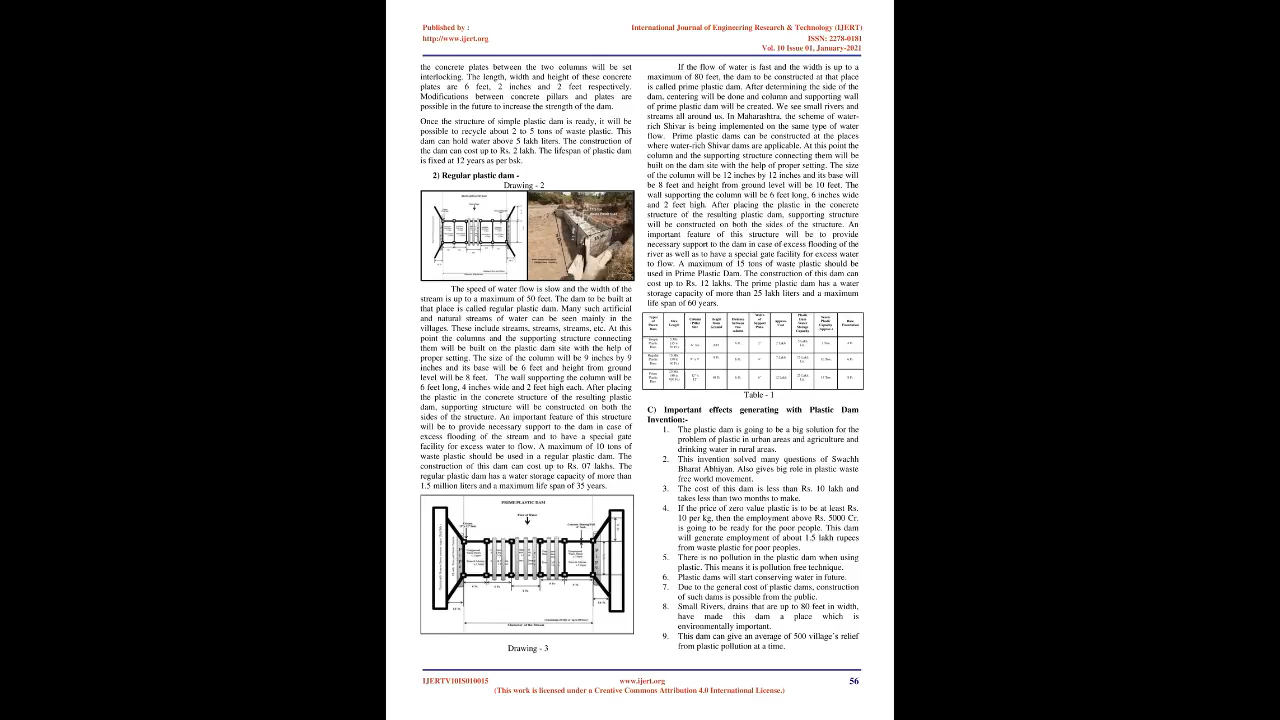 Published by :
http://www.ijert.org
International Journal of Engineering Research & Technology (IJERT)
ISSN: 2278-0181
Vol. 10 Issue 01, January-2021
the concrete plates between the two columns will be set
interlocking. The length, width and height of these concrete
plates are 6 feet, 2 inches and 2 feet respectively.
Modifications between concrete pillars and plates are
possible in the future to increase the strength of the dam.
Once the structure of simple plastic dam is ready, it will be
possible to recycle about 2 to 5 tons of waste plastic. This
dam can hold water above 5 lakh liters. The construction of
the dam can cost up to Rs. 2 lakh. The lifespan of plastic dam
is fixed at 12 years as per bsk.
2) Regular plastic dam -
Drawing - 2
The speed of water flow is slow and the width of the
stream is up to a maximum of 50 feet. The dam to be built at
that place is called regular plastic dam. Many such artificial
and natural streams of water can be seen mainly in the
villages. These include streams, streams, streams, etc. At this
point the columns and the supporting structure connecting
them will be built on the plastic dam site with the help of
proper setting. The size of the column will be 9 inches by 9
inches and its base will be 6 feet and height from ground
level will be 8 feet. The wall supporting the column will be
6 feet long, 4 inches wide and 2 feet high each. After placing
the plastic in the concrete structure of the resulting plastic
dam, supporting structure will be constructed on both the
sides of the structure. An important feature of this structure
will be to provide necessary support to the dam in case of
excess flooding of the stream and to have a special gate
facility for excess water to flow. A maximum of 10 tons of
waste plastic should be used in a regular plastic dam. The
construction of this dam can cost up to Rs. 07 lakhs. The
regular plastic dam has a water storage capacity of more than
1.5 million liters and a maximum life span of 35 years.
PRIME PLASTIC DAM
Flow of Water
Diameter of the Stream
Drawing - 3
If the flow of water is fast and the width is up to a
maximum of 80 feet, the dam to be constructed at that place
is called prime plastic dam. After determining the side of the
dam, centering will be done and column and supporting wall
of prime plastic dam will be created. We see small rivers and
streams all around us. In Maharashtra, the scheme of water-
rich Shivar is being implemented on the same type of water
flow. Prime plastic dams can be constructed at the places
where water-rich Shivar dams are applicable. At this point the
column and the supporting structure connecting them will be
built on the dam site with the help of proper setting. The size
of the column will be 12 inches by 12 inches and its base will
be 8 feet and height from ground level will be 10 feet. The
wall supporting the column will be 6 feet long, 6 inches wide
and 2 feet high. After placing the plastic in the concrete
structure of the resulting plastic dam, supporting structure
will be constructed on both the sides of the structure. An
important feature of this structure will be to provide
necessary support to the dam in case of excess flooding of the
river as well as to have a special gate facility for excess water
to flow. A maximum of 15 tons of waste plastic should be
used in Prime Plastic Dam. The construction of this dam can
cost up to Rs. 12 lakhs. The prime plastic dam has a water
storage capacity of more than 25 lakh liters and a maximum
life span of 60 years.
Table - 1
C) Important effects generating with Plastic Dam
Invention:-
1. The plastic dam is going to be a big solution for the
problem of plastic in urban areas and agriculture and
drinking water in rural areas.
2. This invention solved many questions of Swachh
Bharat Abhiyan. Also gives big role in plastic waste
free world movement.
3. The cost of this dam is less than Rs. 10 lakh and
takes less than two months to make.
4. If the price of zero value plastic is to be at least Rs.
10 per kg, then the employment above Rs. 5000 Cr.
is going to be ready for the poor people. This dam
will generate employment of about 1.5 lakh rupees
from waste plastic for poor peoples.
5. There is no pollution in the plastic dam when using
plastic. This means it is pollution free technique.
6. Plastic dams will start conserving water in future.
7. Due to the general cost of plastic dams, construction
of such dams is possible from the public.
8. Small Rivers, drains that are up to 80 feet in width,
have made this dam a place which is
environmentally important.
9. This dam can give an average of 500 village's relief
from plastic pollution at a time.
IJERTV10IS010015
www.ijert.org
56
(This work is licensed under a Creative Commons Attribution 4.0 International License.)